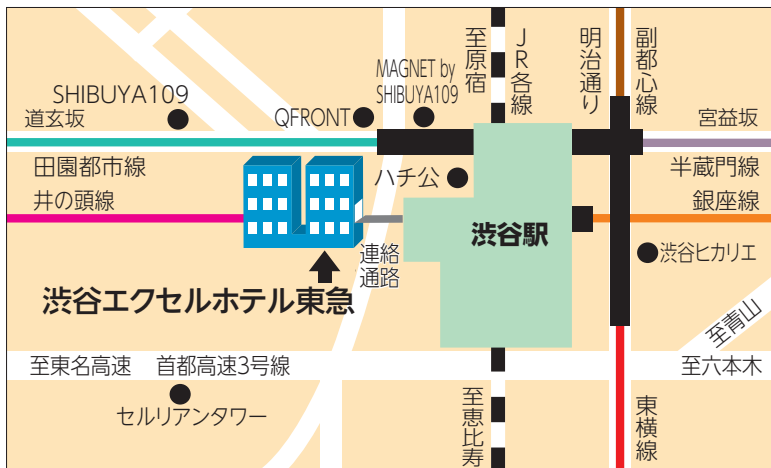 至原宿
JR各線
明治通り
副都心線
MAGNET by
SHIBUYA109
SHIBUYA109
道玄坂
QFRONT
宮益坂
田園都市線
半蔵門線
ハチ公
井の頭線
銀座線
渋谷駅
連絡
通路
渋谷ヒカリエ
渋谷エクセルホテル東急
至青山
至東名高速
首都高速3号線
至六本木
セルリアンタワー
至恵比寿
東横線